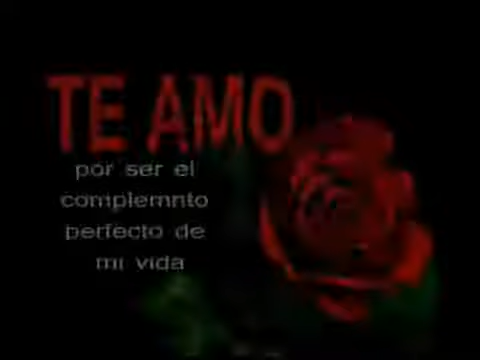 TE AMO
por ser el
complemnto
perfecto de
mi vida